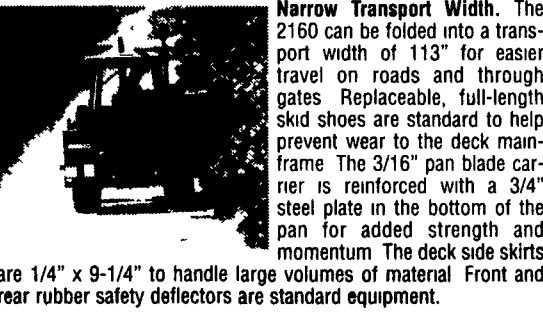 Narrow Transport Width. The
2160 can be folded into a trans-
port width of 113" for easier
travel on roads and through
gates Replaceable, full-length
skid shoes are standard to help
prevent wear to the deck main-
frame The 3/16" pan blade car-
rier is reinforced with a 3/4"
steel plate in the bottom of the
pan for added strength and
momentum The deck side skirts
are 1/4" x 9-1/4" to handle large volumes of material Front and
rear rubber safety deflectors are standard equipment.